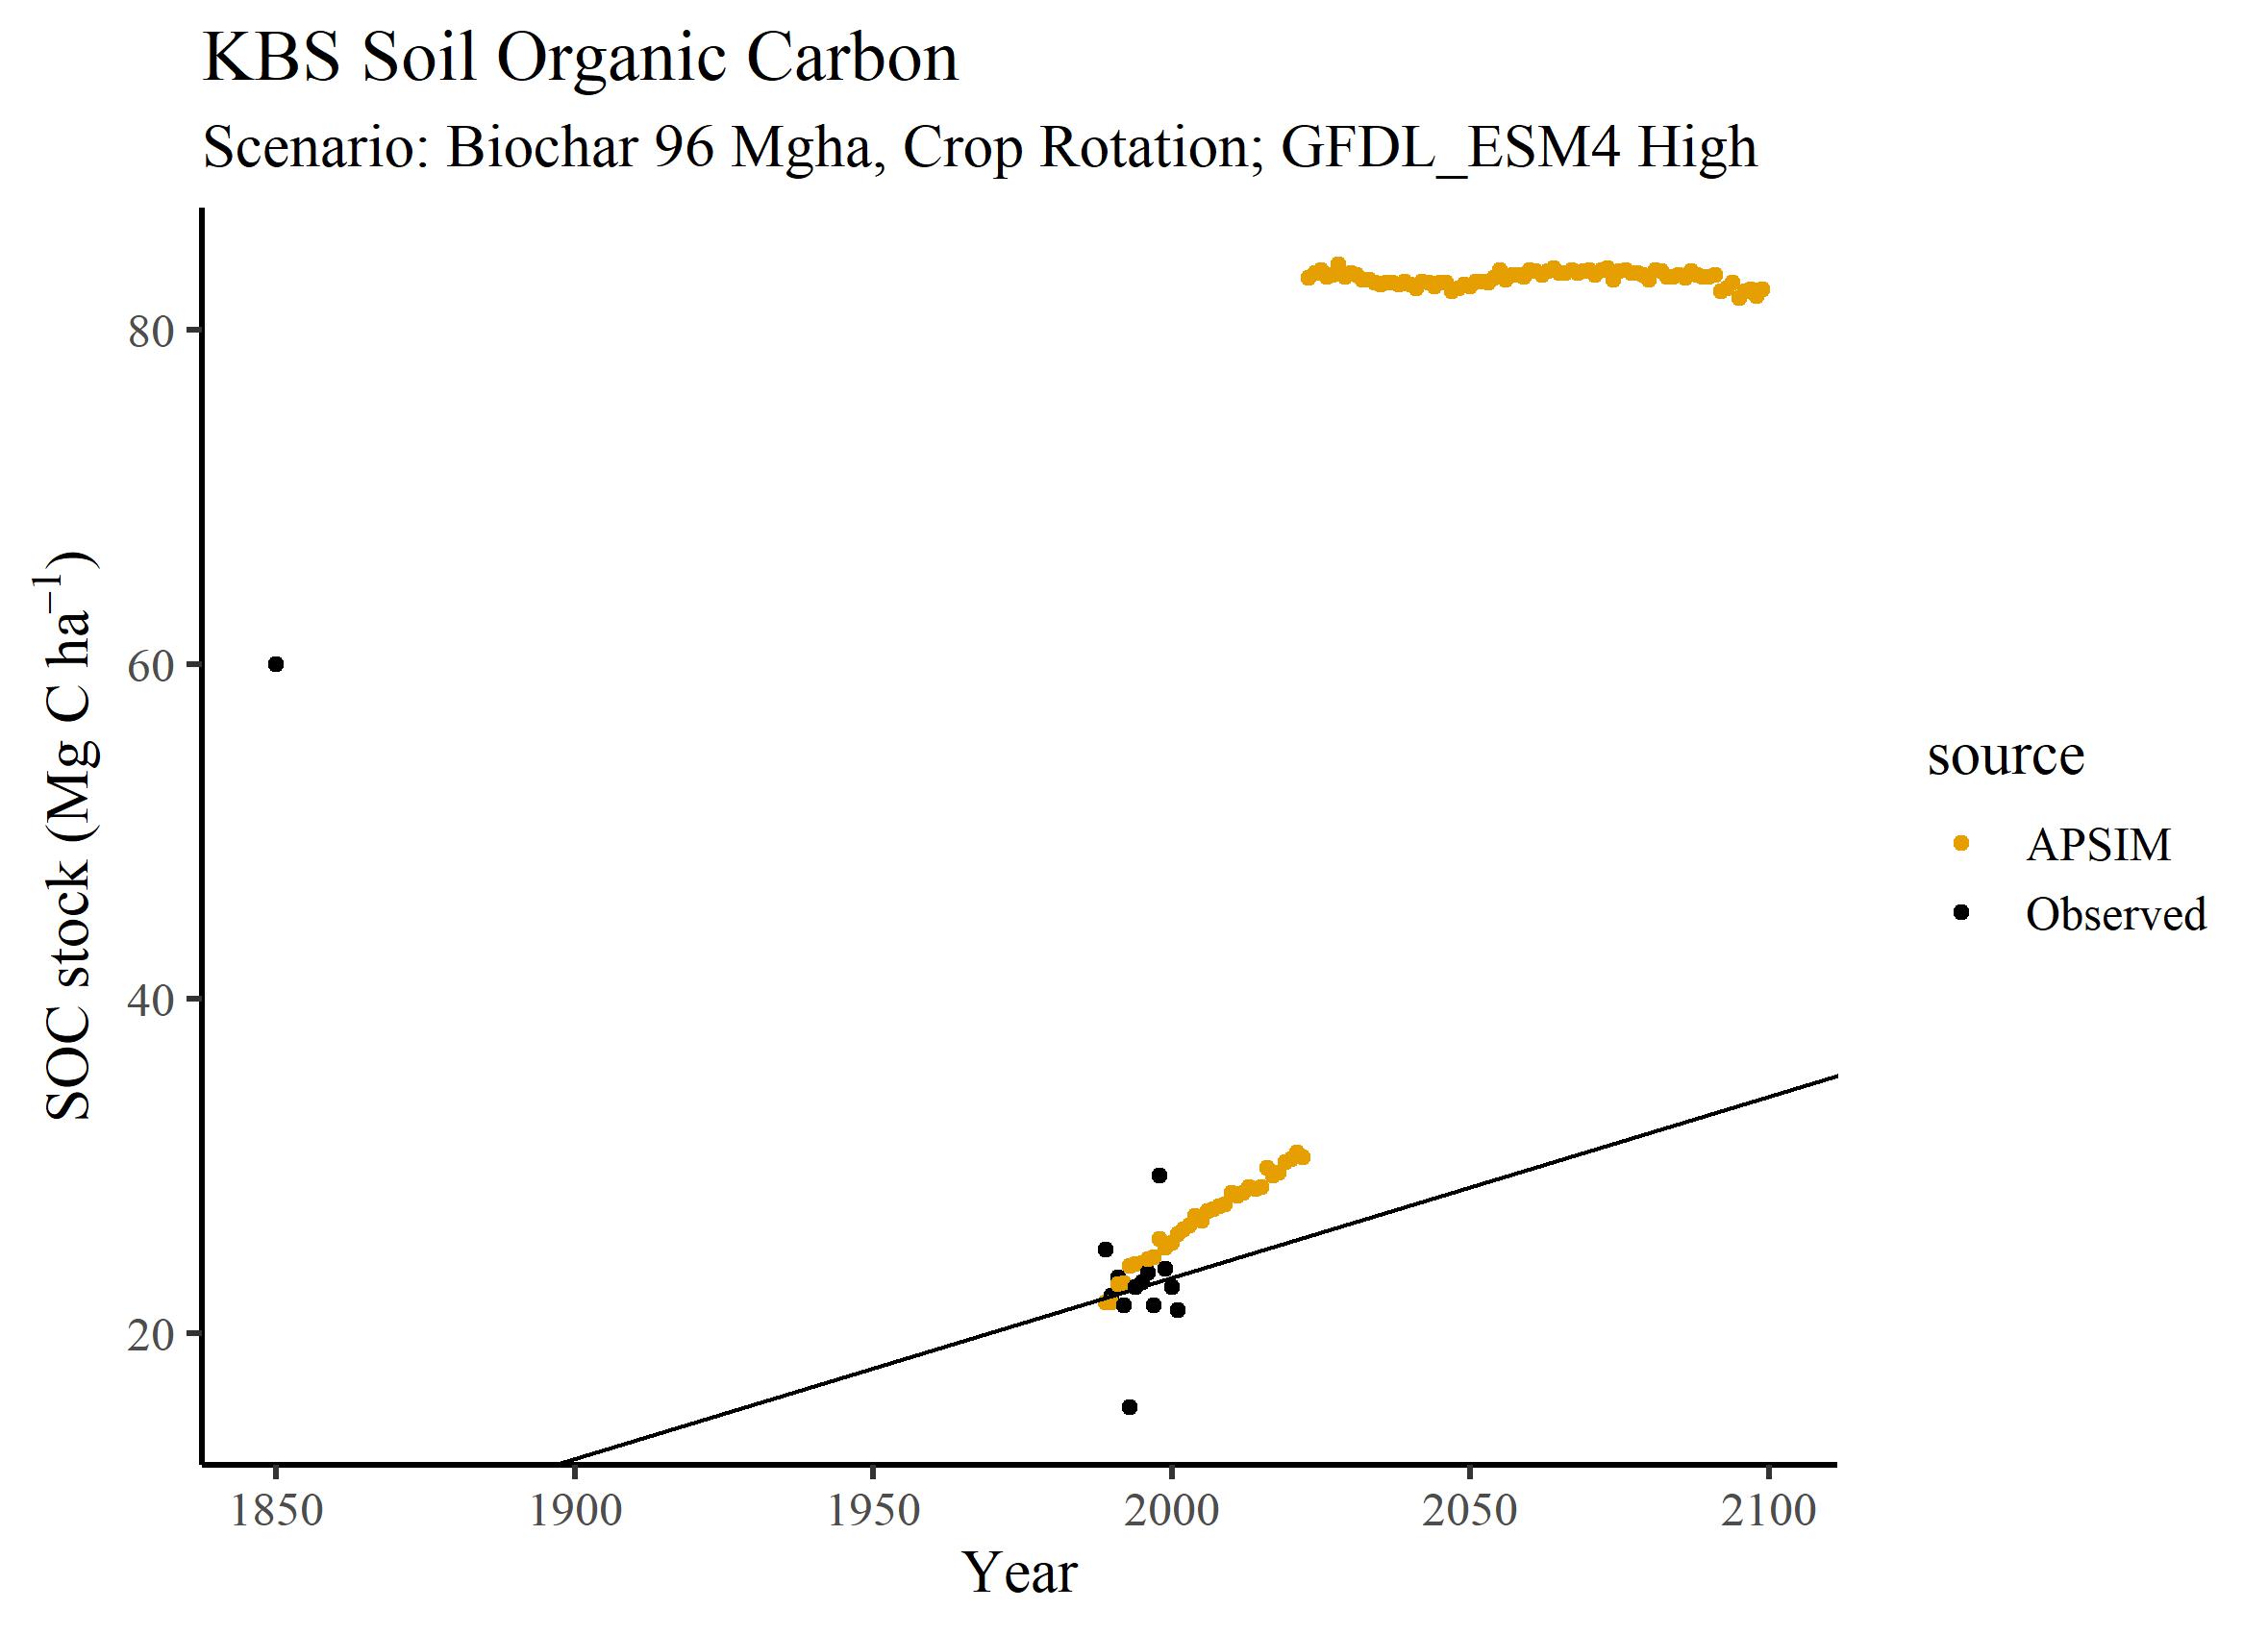 KBS Soil Organic Carbon
Scenario: Biochar 96 Mgha, Crop Rotation; GFDL_ESM4 High
SOC stock (Mg C ha⁻¹)
80
60
40
20
1850 1900 1950 2000 2050 2100
Year
source
APSIM
Observed